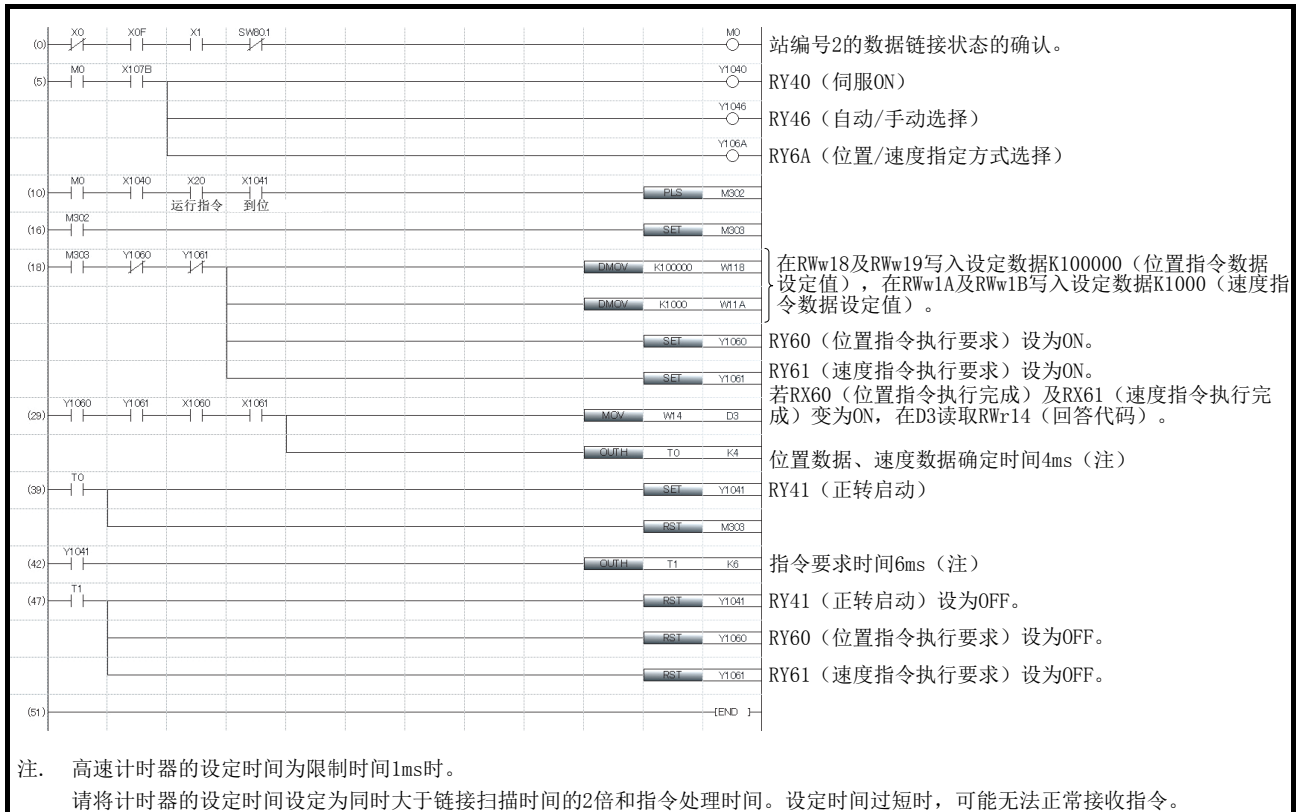 X0 X0F X1 SW80.1 M0
(0) 站编号2的数据链接状态的确认。
M0 X107B Y1040
(5) RY40（伺服ON）
Y1046
RY46（自动/手动选择）
Y106A
RY6A（位置/速度指定方式选择）
M0 X1040 X20 X1041
(10) PLS M302
运行指令 到位
M302
(16) SET M303
M303 Y1060 Y1061
(18) DMOV K100000 W118
在RWw18及RWw19写入设定数据K100000（位置指令数据
设定值），在RWw1A及RWw1B写入设定数据K1000（速度指
令数据设定值）。
DMOV K1000 W11A
SET Y1060 RY60（位置指令执行要求）设为ON。
SET Y1061 RY61（速度指令执行要求）设为ON。
若RX60（位置指令执行完成）及RX61（速度指令执行完
成）变为ON，在D3读取RWr14（回答代码）。
Y1060 Y1061 X1060 X1061
(29) MOV W14 D3
OUTH T0 K4 位置数据、速度数据确定时间4ms（注）
T0
(39) SET Y1041 RY41（正转启动）
RST M303
Y1041
(42) OUTH T1 K6 指令要求时间6ms（注）
T1
(47) RST Y1041 RY41（正转启动）设为OFF。
RST Y1060 RY60（位置指令执行要求）设为OFF。
RST Y1061 RY61（速度指令执行要求）设为OFF。
(51) [END ]
注. 高速计时器的设定时间为限制时间1ms时。
请将计时器的设定时间设定为同时大于链接扫描时间的2倍和指令处理时间。设定时间过短时，可能无法正常接收指令。